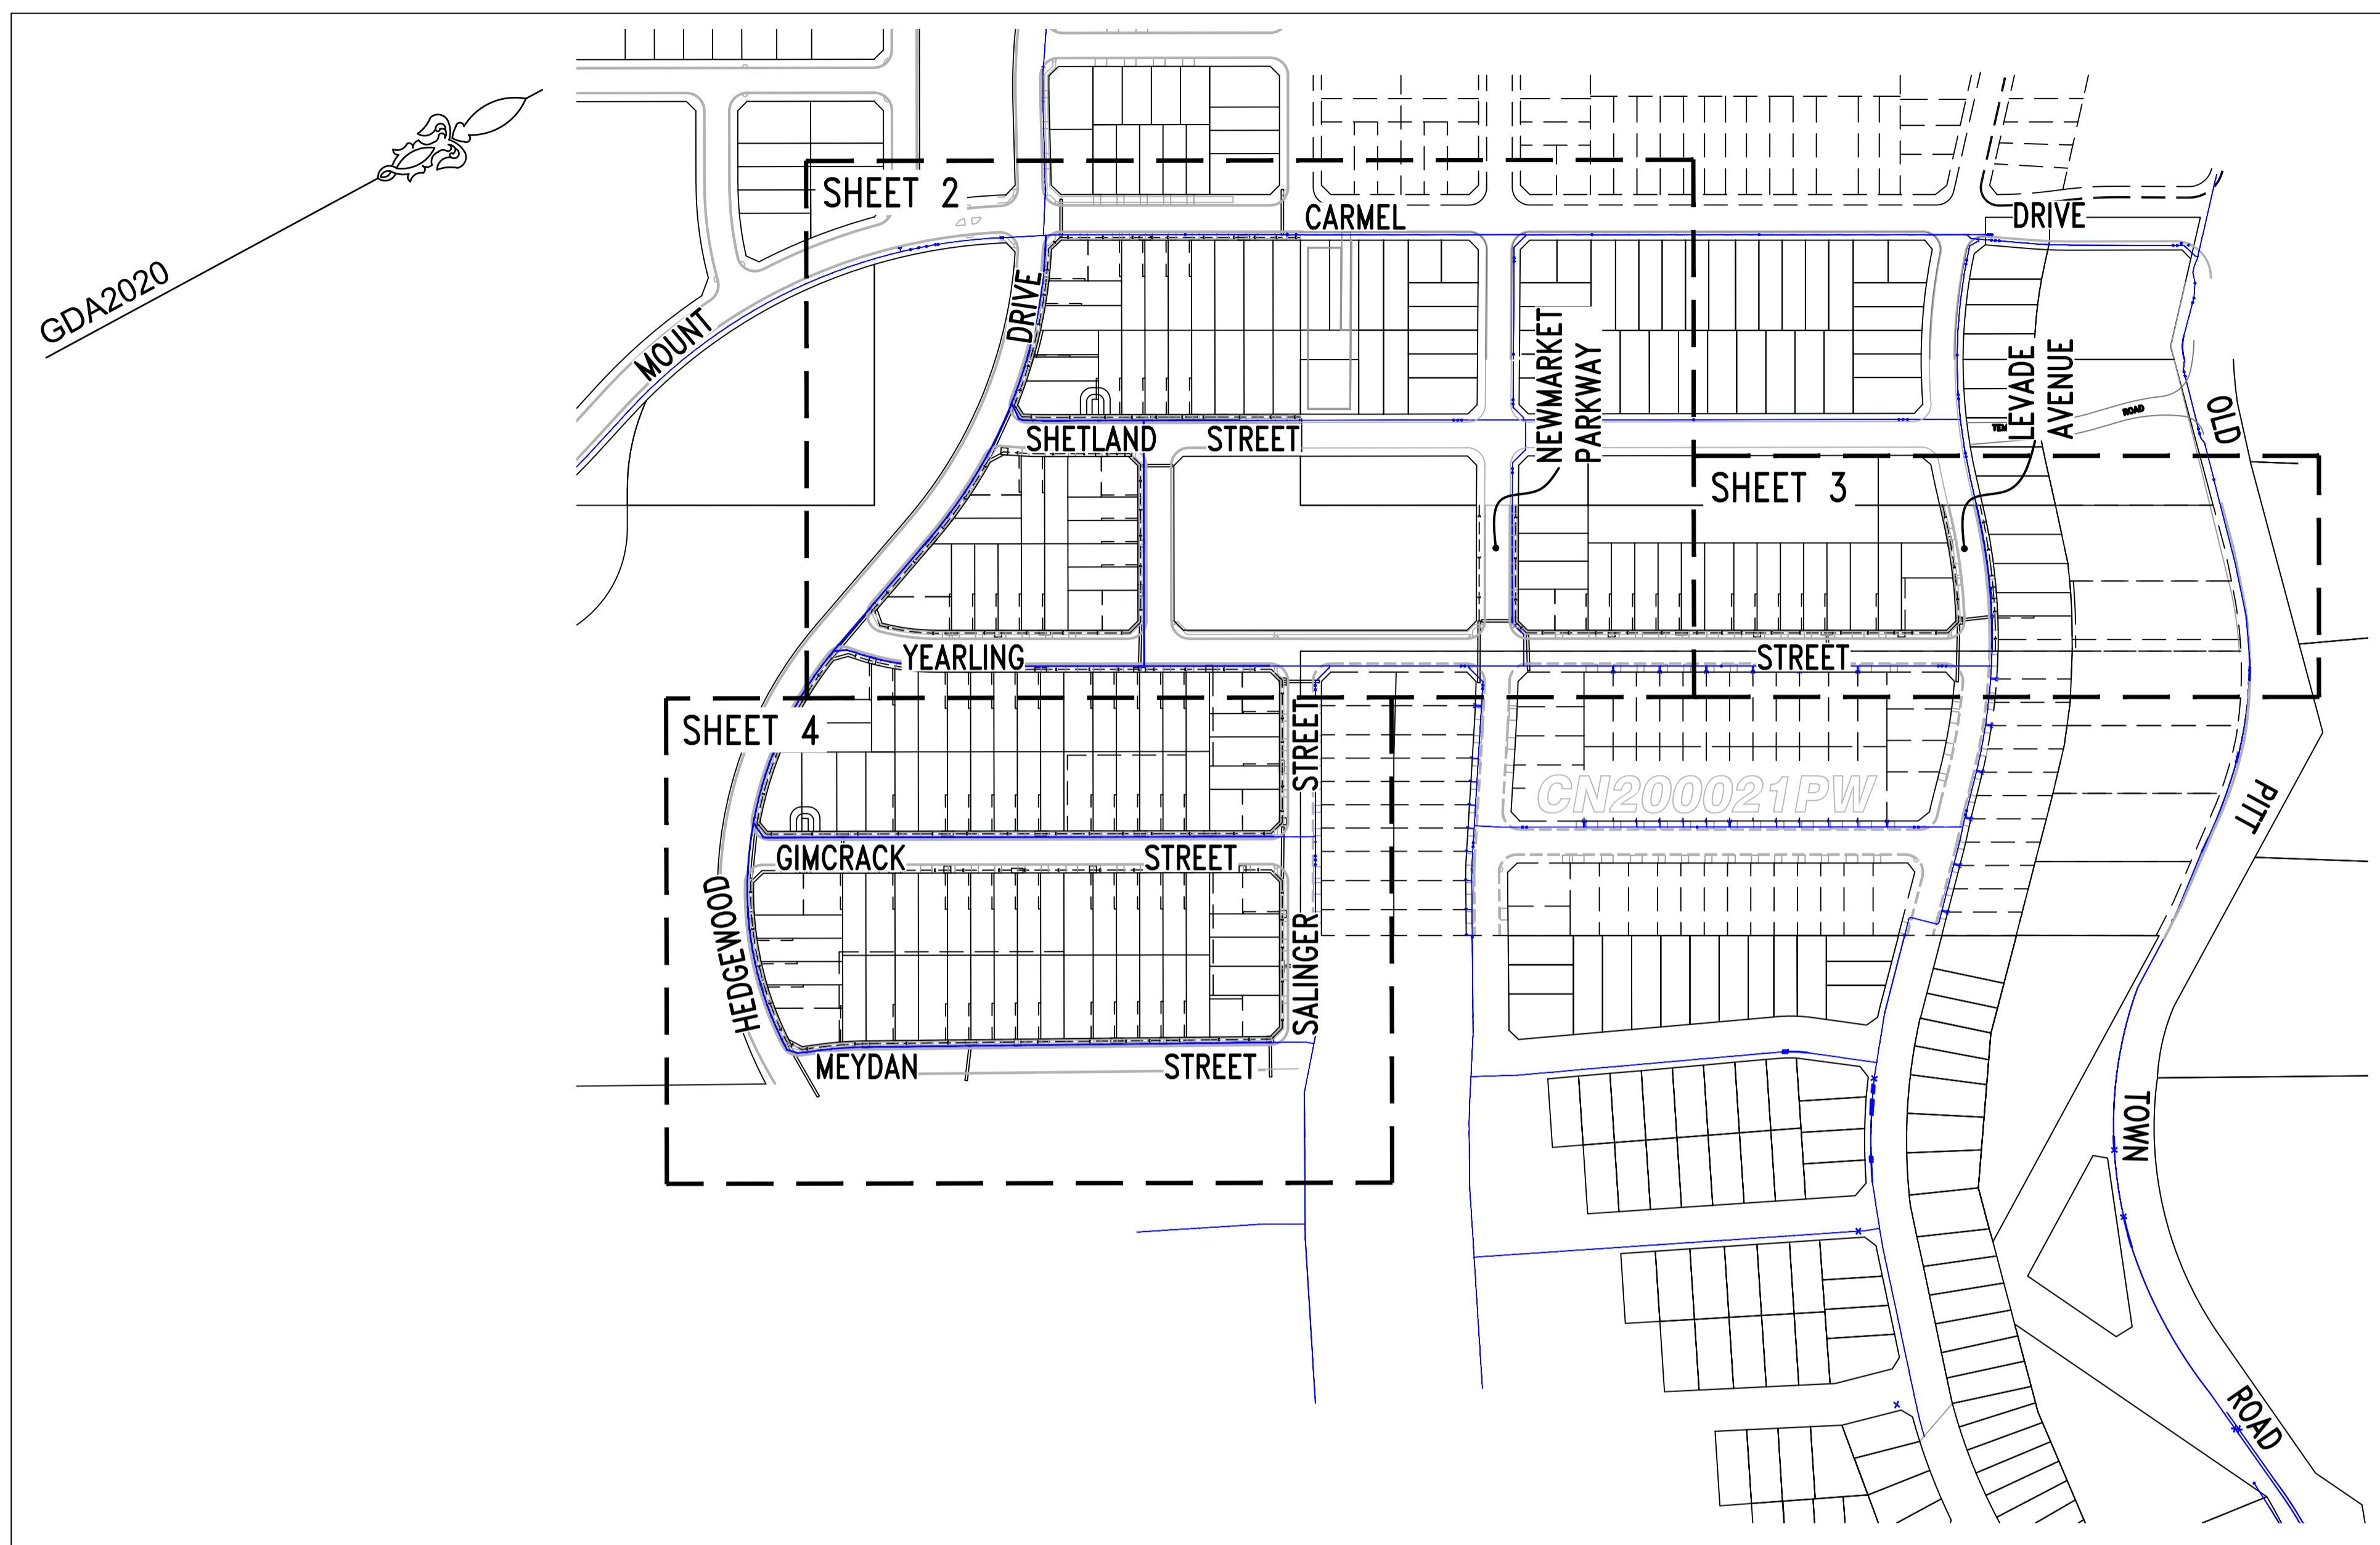 GDA2020
SHEET 2
CARMEL
DRIVE
MOUNT
DRIVE
NEWMARKET
PARKWAY
LEVADE
AVENUE
ROAD
OLD
SHETLAND STREET
SHEET 3
YEARLING
STREET
SHEET 4
STREET
CN200021PW
PITT
GIMCRACK STREET
HEDGEWOOD
SALINGER
MEYDAN STREET
TOWN
ROAD